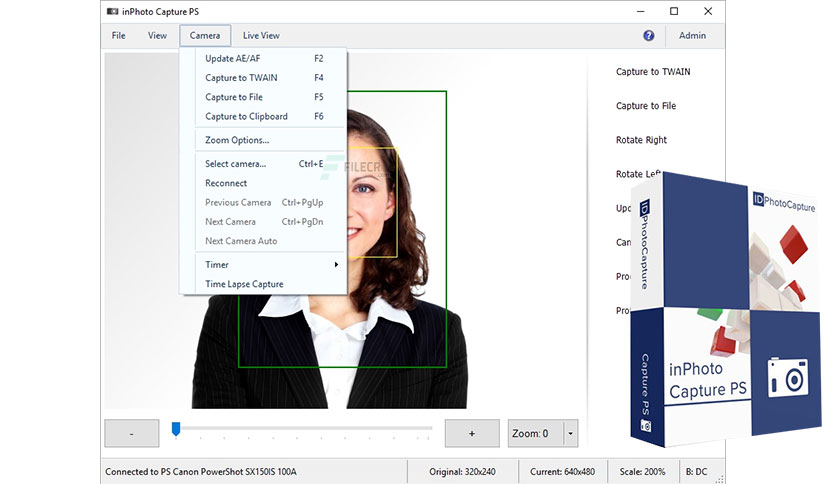 inPhoto Capture PS
File View Camera Live View ? Admin
Update AE/AF F2
Capture to TWAIN F4
Capture to File F5
Capture to Clipboard F6
Zoom Options...
Select camera... Ctrl+E
Reconnect
Previous Camera Ctrl+PgUp
Next Camera Ctrl+PgDn
Next Camera Auto
Timer
Time Lapse Capture
FILECR
Capture to TWAIN
Capture to File
Rotate Right
Rotate Left
- + Zoom: 0
Connected to PS Canon PowerShot SX150IS 100A Original: 320x240 Current: 640x480 Scale: 200% B: DC
IDPhotoCapture
Capture PS
IDPhotoCapture
inPhoto
Capture PS